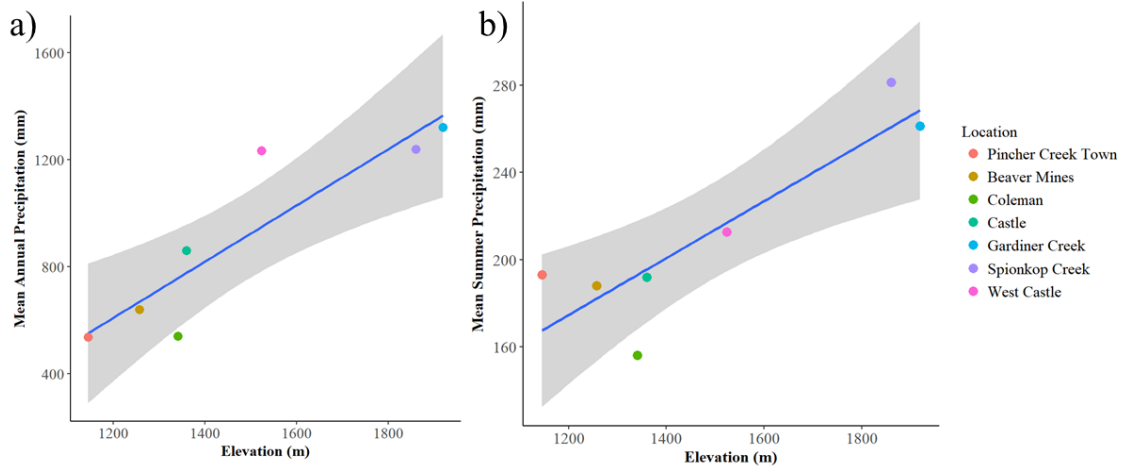 a)
Mean Annual Precipitation (mm)
1600
1200
800
400
1200 1400 1600 1800
Elevation (m)
b)
Mean Summer Precipitation (mm)
280
240
200
160
1200 1400 1600 1800
Elevation (m)
Location
Pincher Creek Town
Beaver Mines
Coleman
Castle
Gardiner Creek
Spionkop Creek
West Castle